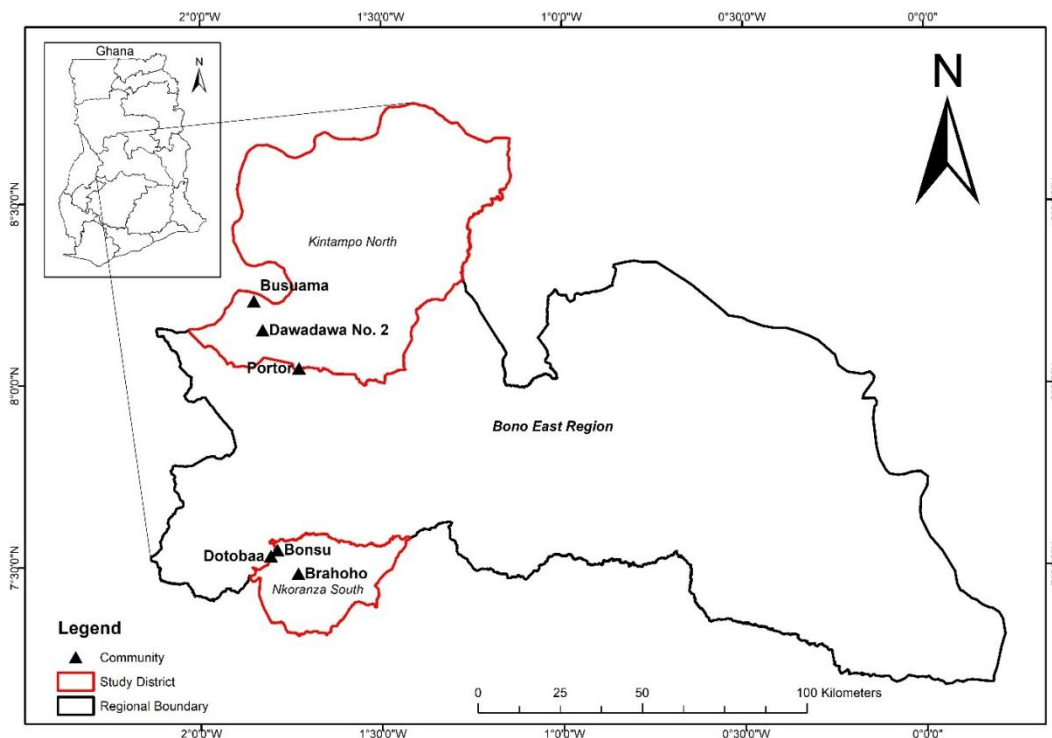 2°0'0"W 1°30'0"W 1°0'0"W 0°30'0"W 0°0'0"
Ghana
N
N
8°30'0"N
Kintampo North
Busuama
Dawadawa No. 2
Portor
8°0'0"N
Bono East Region
Bonsu
Dotobaa
Brahoho
7°30'0"N
Nkoranza South
Legend
Community
Study District
Regional Boundary
0 25 50 100 Kilometers
2°0'0"W 1°30'0"W 1°0'0"W 0°30'0"W 0°0'0"